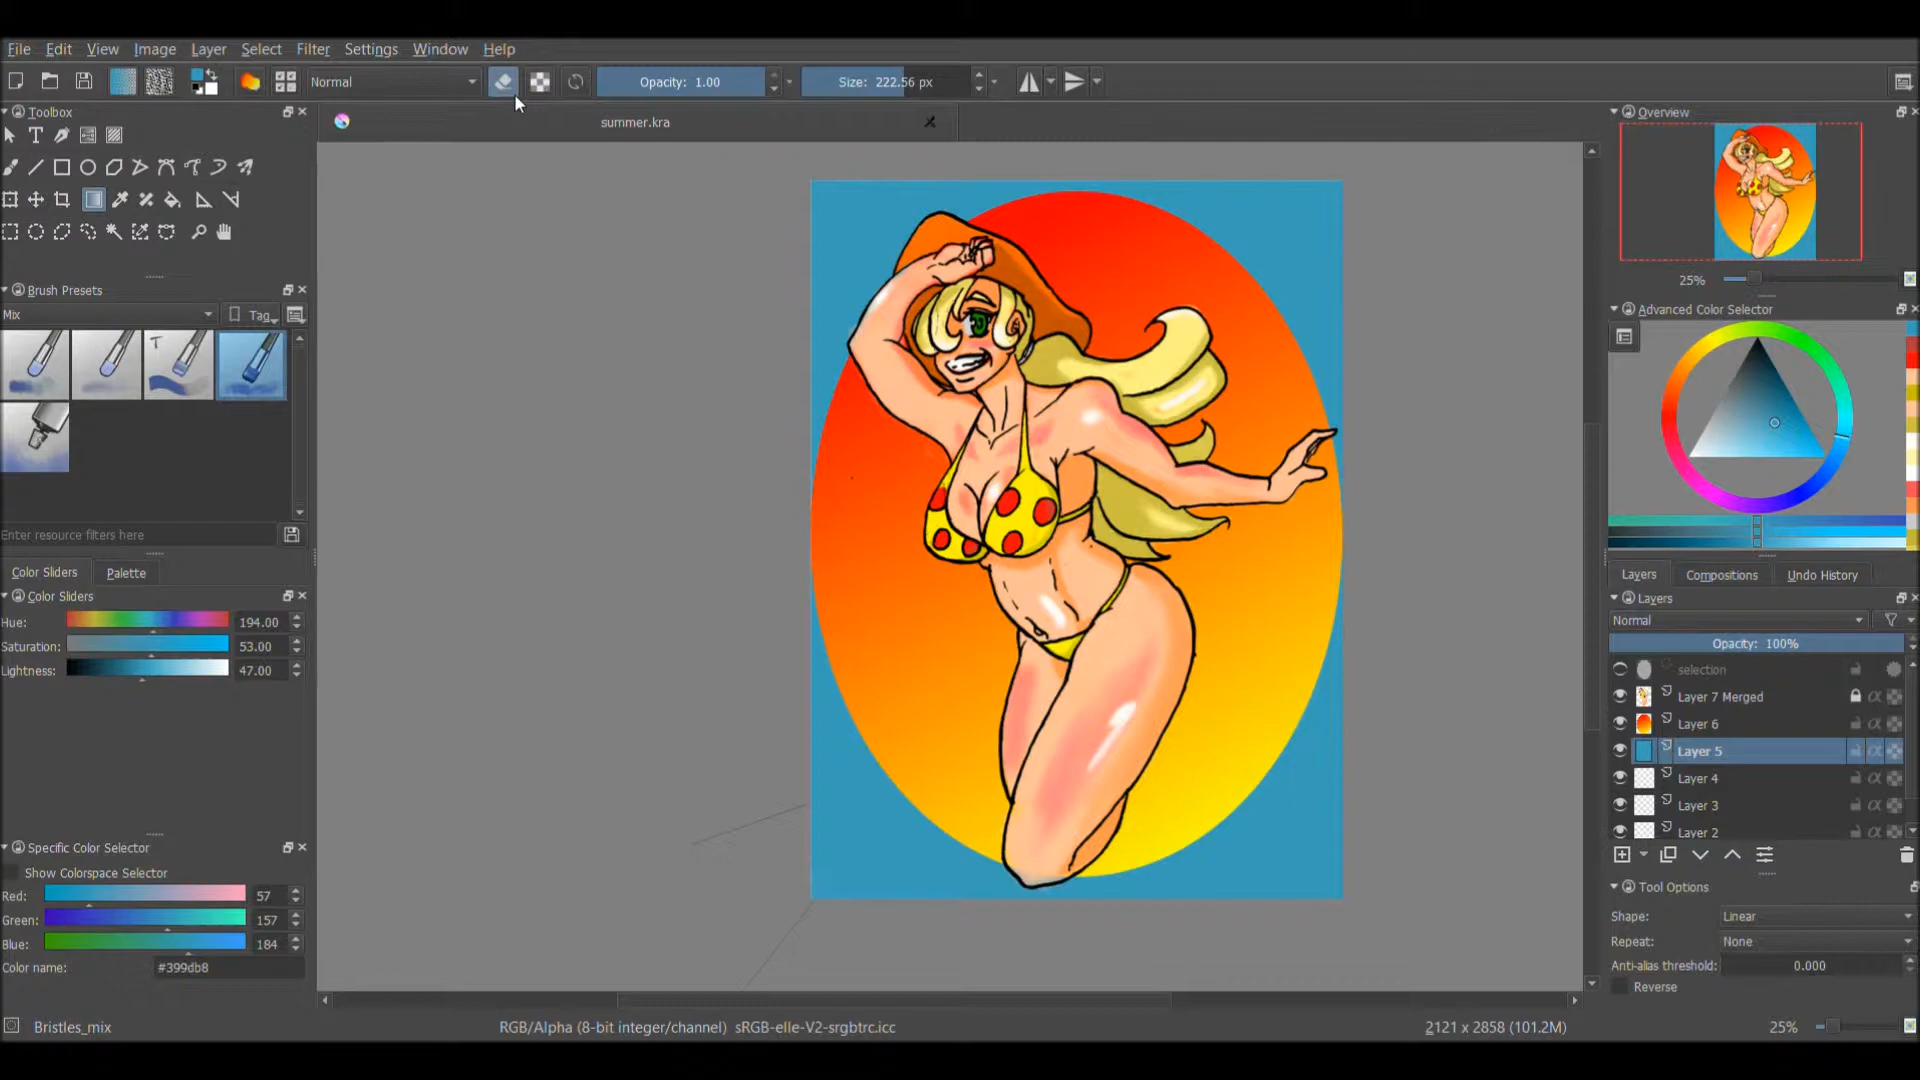 File Edit View Image Layer Select Filter Settings Window Help
Normal Opacity: 1.00 Size: 222.56 px
Toolbox
summer.kra
Overview
25%
Brush Presets
Mix Tag
Advanced Color Selector
T
Enter resource filters here
Color Sliders Palette
Color Sliders
Hue: 194.00
Saturation: 53.00
Lightness: 47.00
Layers Compositions Undo History
Layers
Normal
Opacity: 100%
selection
Layer 7 Merged
Layer 6
Layer 5
Layer 4
Layer 3
Layer 2
Specific Color Selector
Show Colorspace Selector
Red: 57
Green: 157
Blue: 184
Color name: #399db8
Tool Options
Shape: Linear
Repeat: None
Anti-alias threshold: 0.000
Reverse
Bristles_mix RGB/Alpha (8-bit integer/channel) sRGB-elle-V2-srgbtrc.icc 2121 x 2858 (101.2M) 25%